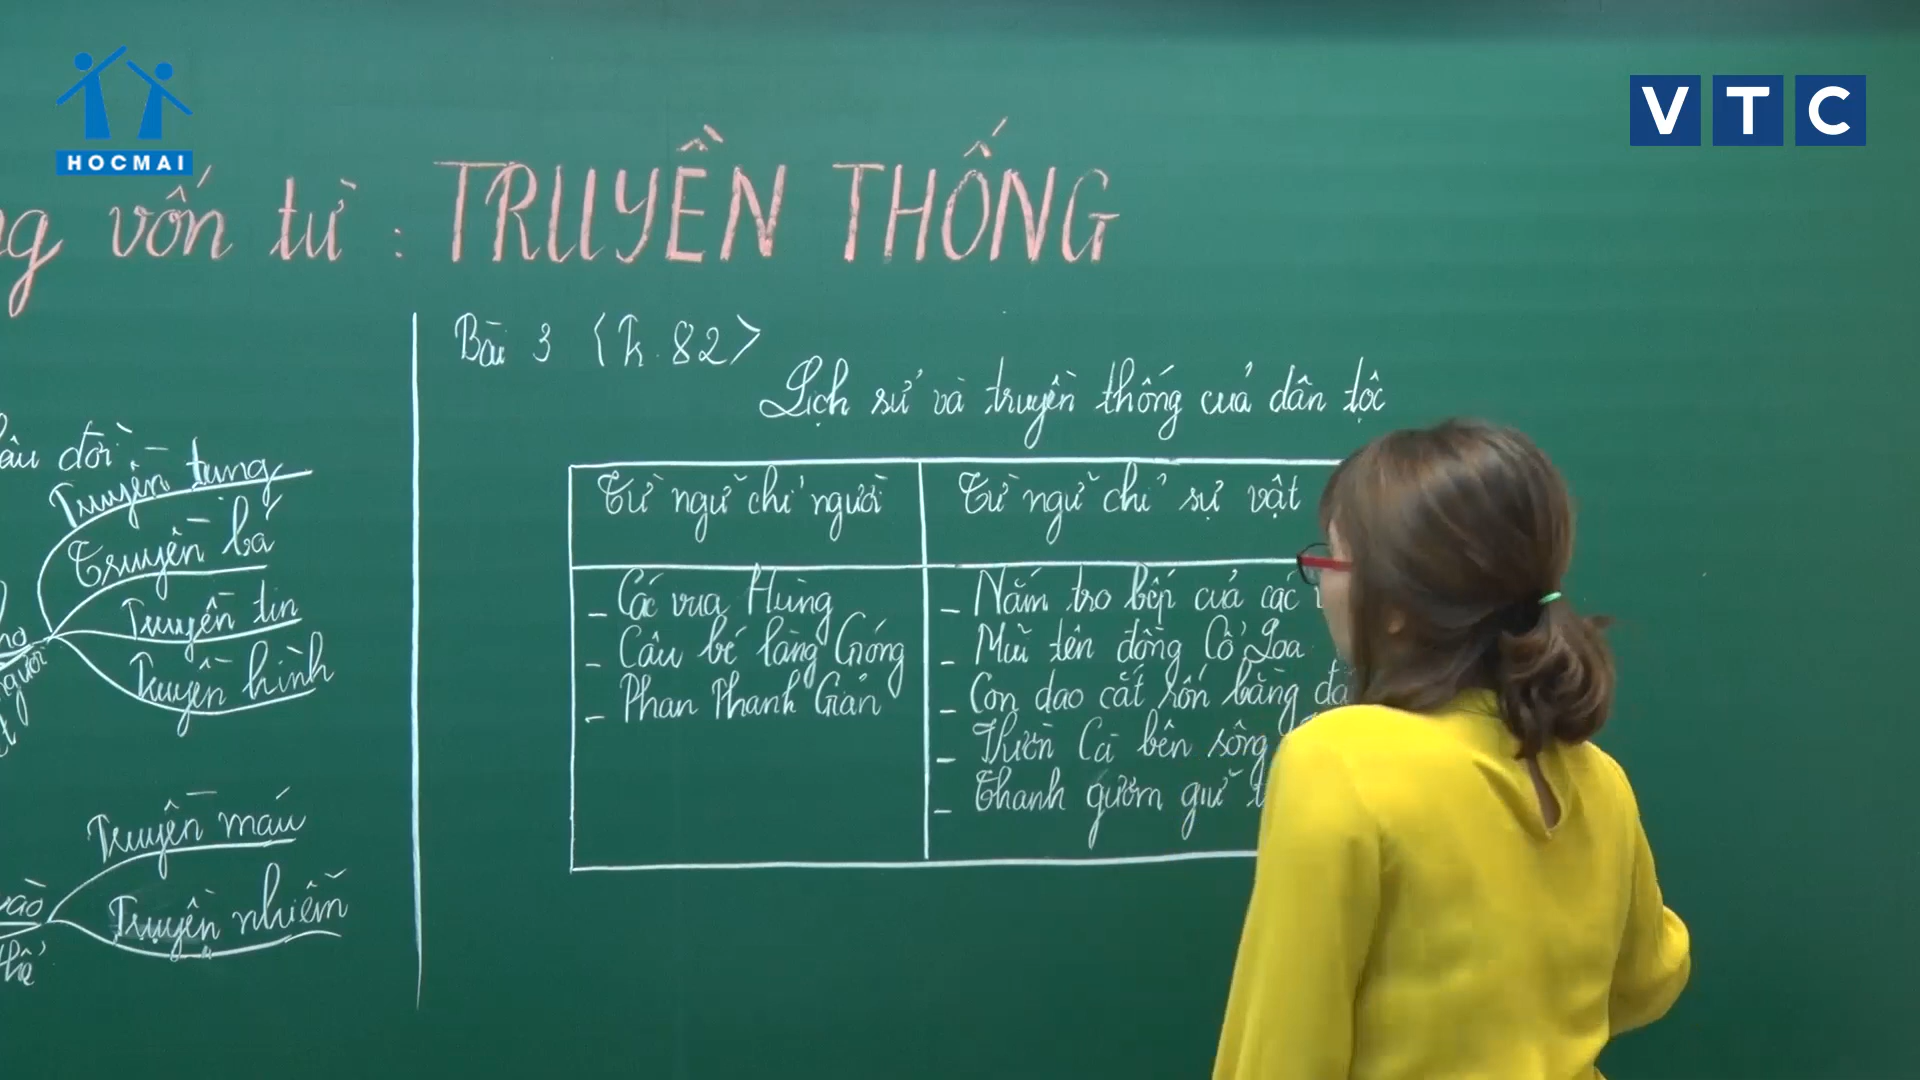 HOCMAI
VTC
vốn từ : TRUYỀN THỐNG
đời
Truyền tụng
Truyền bá
Truyền tin
Truyền hình
người
Truyền máu
Truyền nhiễm
Bài 3 <Tr. 82>
Lịch sử và truyền thống của dân tộc
Từ ngữ chỉ người
- Các vua Hùng
- Cậu bé làng Gióng
- Phan Thanh Giản
Từ ngữ chỉ sự vật
- Nắm tro bếp của các
- Mũi tên đồng Cổ Loa
- Con dao cắt rốn bằng
- Vườn Cà bên sông
- Thanh gươm giữ